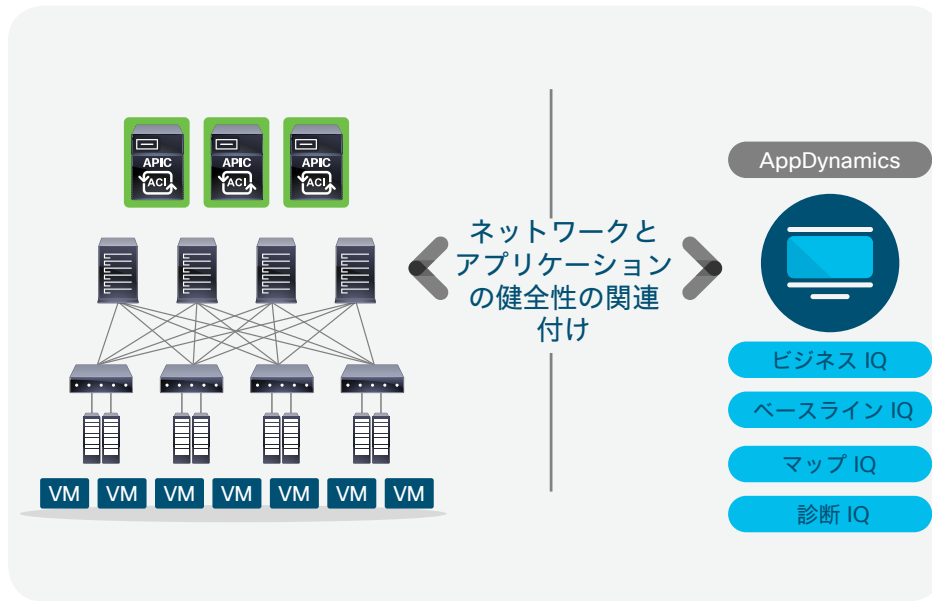 APIC
ACI
APIC
ACI
APIC
ACI
VM VM VM VM VM VM VM
ネットワークと
アプリケーション
の健全性の関連
付け
AppDynamics
ビジネス IQ
ベースライン IQ
マップ IQ
診断 IQ